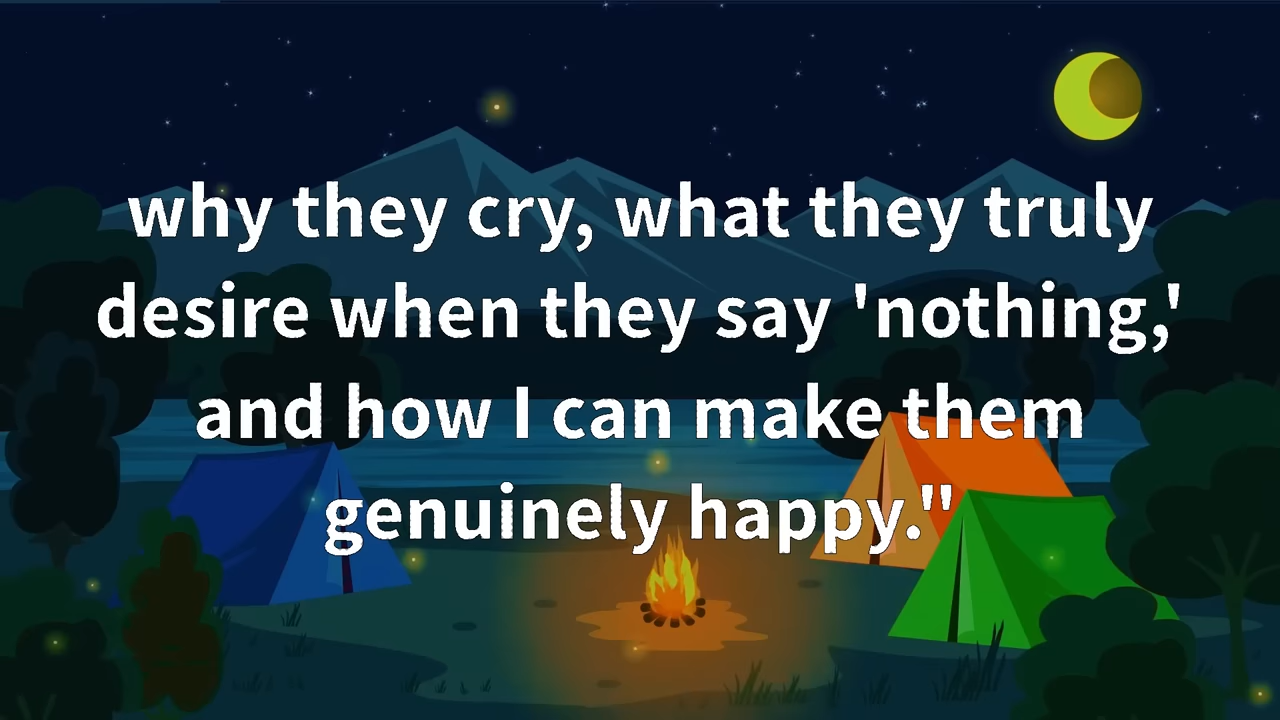 why they cry, what they truly
desire when they say 'nothing,'
and how I can make them
genuinely happy."